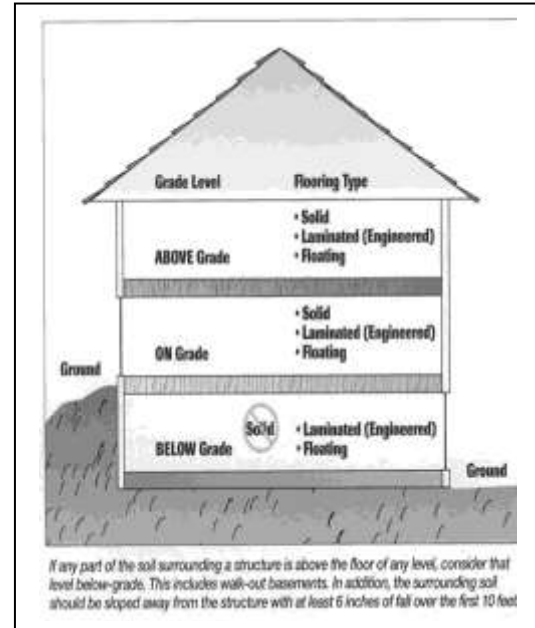 Grade Level Flooring Type
• Solid
• Laminated (Engineered)
ABOVE Grade • Floating
• Solid
• Laminated (Engineered)
ON Grade • Floating
Ground
Solid • Laminated (Engineered)
BELOW Grade • Floating
Ground
If any part of the soil surrounding a structure is above the floor of any level, consider that
level below-grade. This includes walk-out basements. In addition, the surrounding soil
should be sloped away from the structure with at least 6 inches of fall over the first 10 feet